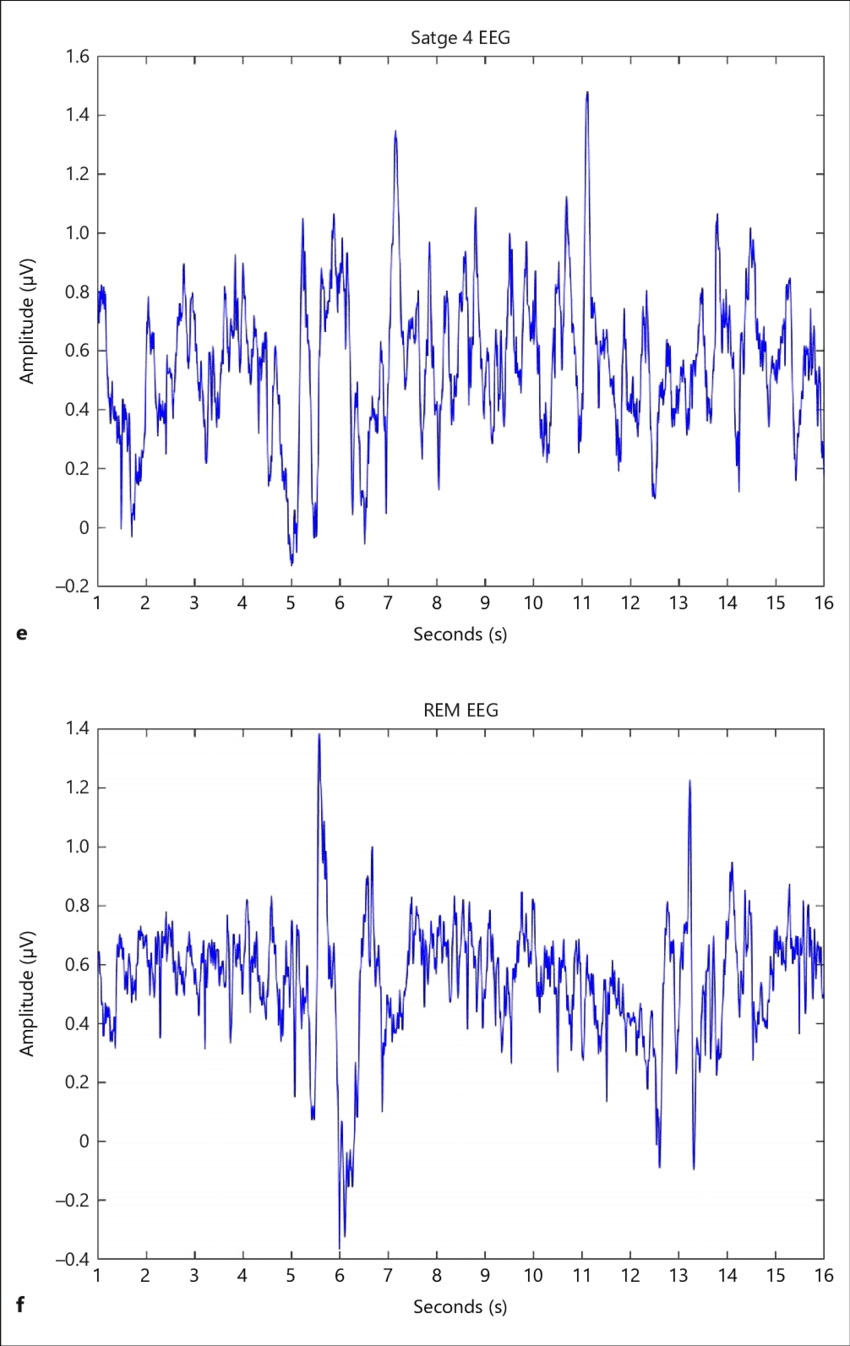 Satge 4 EEG
1.6
1.4
1.2
1.0
0.8
0.6
0.4
0.2
0
–0.2
Amplitude (µV)
1 2 3 4 5 6 7 8 9 10 11 12 13 14 15 16
Seconds (s)
e
REM EEG
1.4
1.2
1.0
0.8
0.6
0.4
0.2
0
–0.2
–0.4
Amplitude (µV)
1 2 3 4 5 6 7 8 9 10 11 12 13 14 15 16
Seconds (s)
f